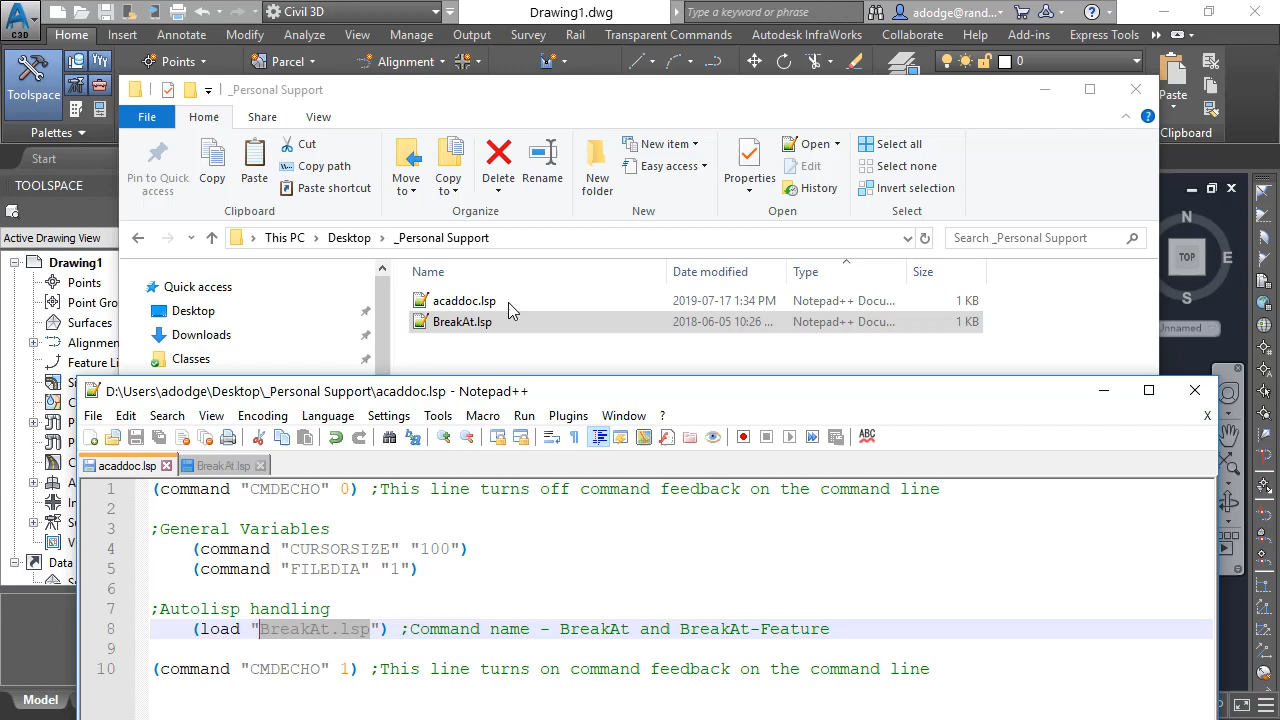 Civil 3D
Drawing1.dwg
Type a keyword or phrase
adodge@rand...
C3D
Home Insert Annotate Modify Analyze View Manage Output Survey Rail Transparent Commands Autodesk InfraWorks Collaborate Help Add-ins Express Tools
Toolspace
Points
Parcel
Alignment
0
Paste
Palettes
Clipboard
Start
TOOLSPACE
Active Drawing View
Drawing1
Points
Point Gro
Surfaces
Alignment
Feature Li
Data
_Personal Support
File Home Share View
Pin to Quick access
Copy
Paste
Cut
Copy path
Paste shortcut
Move to
Copy to
Delete
Rename
New folder
New item
Easy access
Properties
Open
Edit
History
Select all
Select none
Invert selection
Clipboard Organize New Open Select
This PC Desktop _Personal Support
Search _Personal Support
Name Date modified Type Size
Quick access
Desktop
Downloads
Classes
acaddoc.lsp 2019-07-17 1:34 PM Notepad++ Docu... 1 KB
BreakAt.lsp 2018-06-05 10:26 ... Notepad++ Docu... 1 KB
N
TOP
E
S
Unnamed
D:\Users\adodge\Desktop\_Personal Support\acaddoc.lsp - Notepad++
File Edit Search View Encoding Language Settings Tools Macro Run Plugins Window ? X
ABC
acaddoc.lsp BreakAt.lsp
1 (command "CMDECHO" 0) ;This line turns off command feedback on the command line
2
3 ;General Variables
4 (command "CURSORSIZE" "100")
5 (command "FILEDIA" "1")
6
7 ;Autolisp handling
8 (load "BreakAt.lsp") ;Command name - BreakAt and BreakAt-Feature
9
10 (command "CMDECHO" 1) ;This line turns on command feedback on the command line
Model